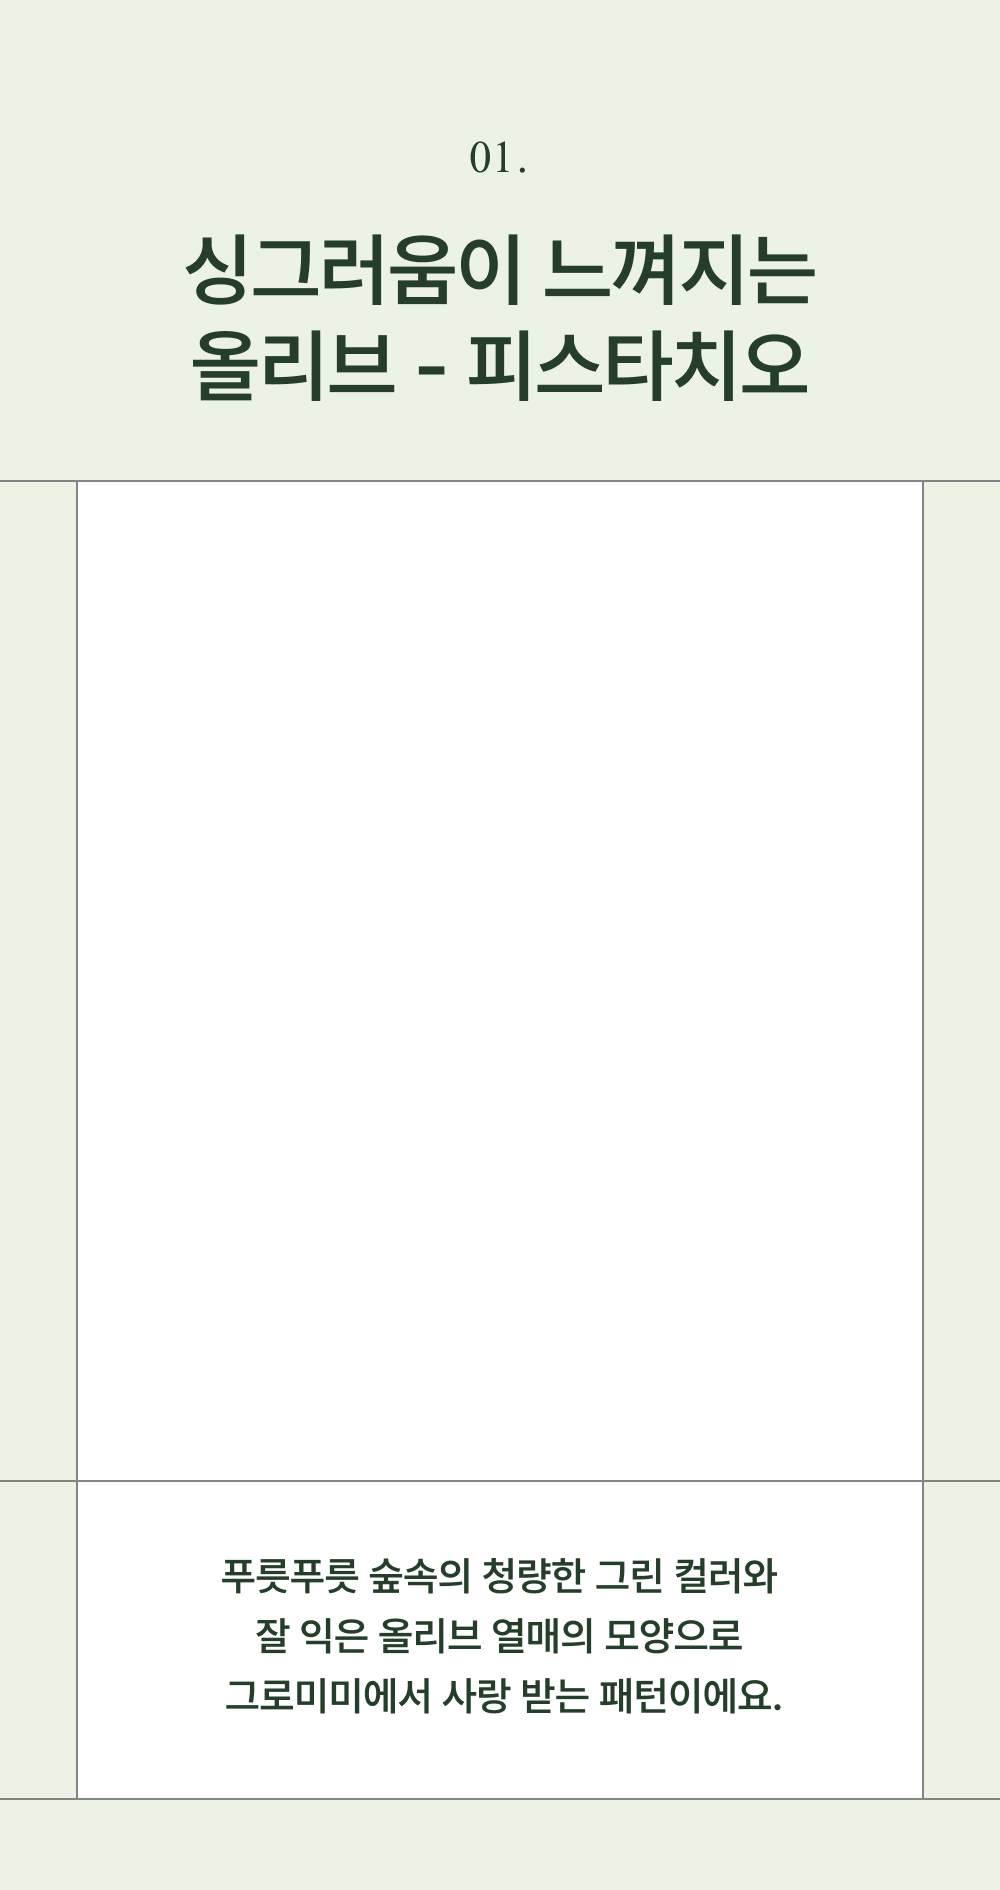 01.
싱그러움이 느껴지는
올리브 - 피스타치오
푸릇푸릇 숲속의 청량한 그린 컬러와
잘 익은 올리브 열매의 모양으로
그로미미에서 사랑 받는 패턴이에요.